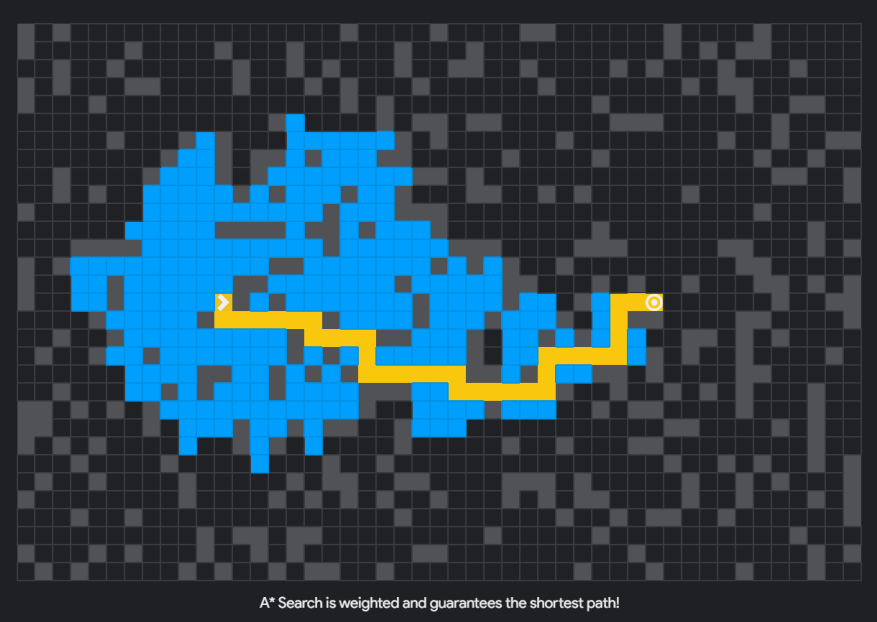 A* Search is weighted and guarantees the shortest path!